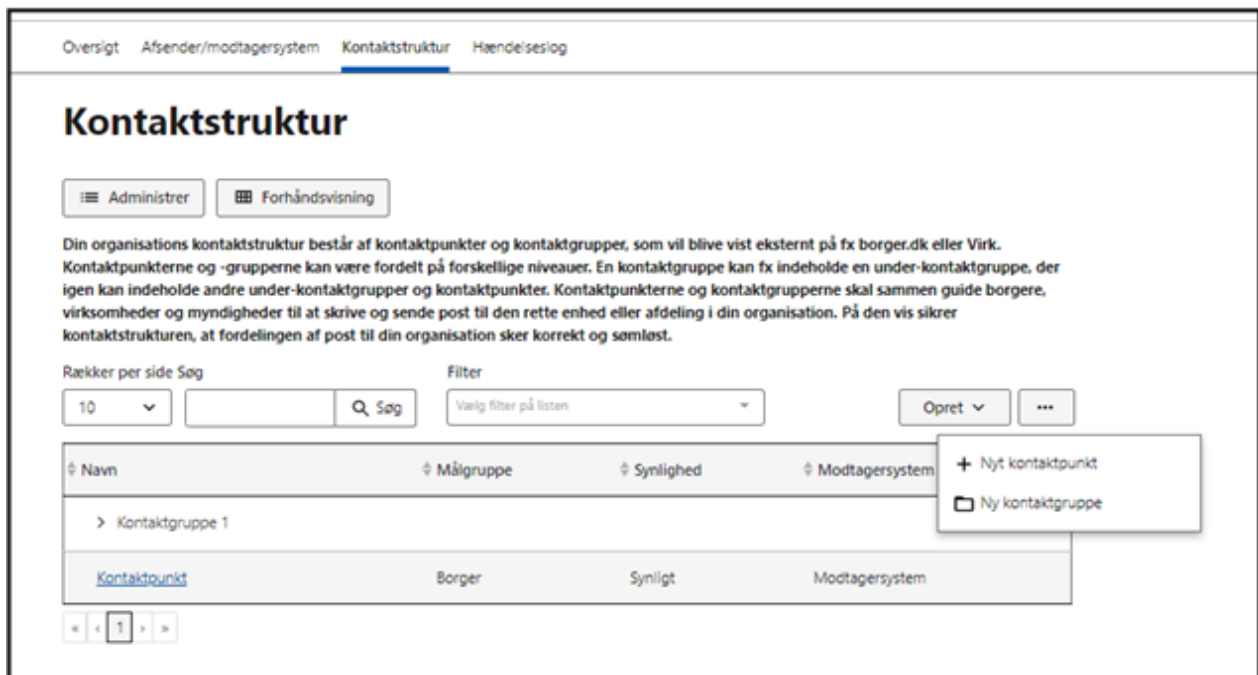 Oversigt Afsender/modtagersystem Kontaktstruktur Hændelseslog
Kontaktstruktur
Administrer Forhåndsvisning
Din organisations kontaktstruktur består af kontaktpunkter og kontaktgrupper, som vil blive vist eksternt på fx borger.dk eller Virk.
Kontaktpunkterne og -grupperne kan være fordelt på forskellige niveauer. En kontaktgruppe kan fx indeholde en under-kontaktgruppe, der
igen kan indeholde andre under-kontaktgrupper og kontaktpunkter. Kontaktpunkterne og kontaktgrupperne skal sammen guide borgere,
virksomheder og myndigheder til at skrive og sende post til den rette enhed eller afdeling i din organisation. På den vis sikrer
kontaktstrukturen, at fordelingen af post til din organisation sker korrekt og sømløst.
Rækker per side Søg Filter
10 Søg Vælg filter på listen Opret ...
Navn Målgruppe Synlighed Modtagersystem
+ Nyt kontaktpunkt
Ny kontaktgruppe
> Kontaktgruppe 1
Kontaktpunkt Borger Synligt Modtagersystem
« ‹ 1 › »